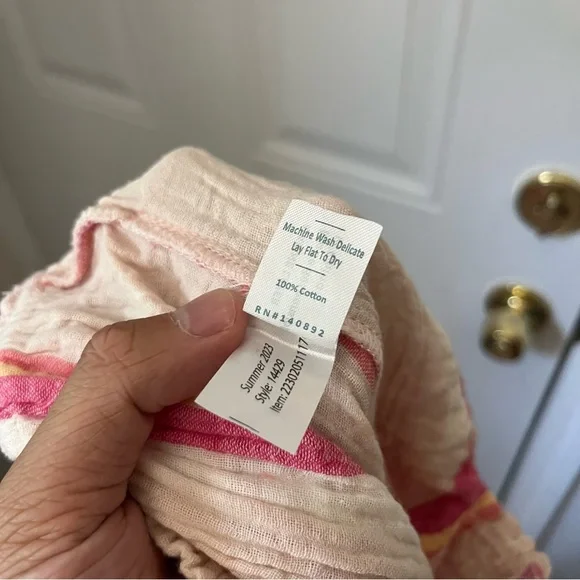 Machine Wash Delicate
Lay Flat To Dry
100% Cotton
RN#140892
Summer 2023
Style: 14429
Item: 22302051117